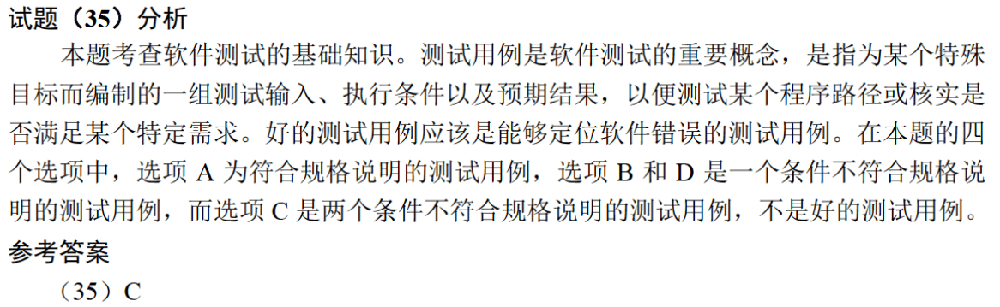 试题（35）分析
本题考查软件测试的基础知识。测试用例是软件测试的重要概念，是指为某个特殊
目标而编制的一组测试输入、执行条件以及预期结果，以便测试某个程序路径或核实是
否满足某个特定需求。好的测试用例应该是能够定位软件错误的测试用例。在本题的四
个选项中，选项 A 为符合规格说明的测试用例，选项 B 和 D 是一个条件不符合规格说
明的测试用例，而选项 C 是两个条件不符合规格说明的测试用例，不是好的测试用例。
参考答案
（35）C